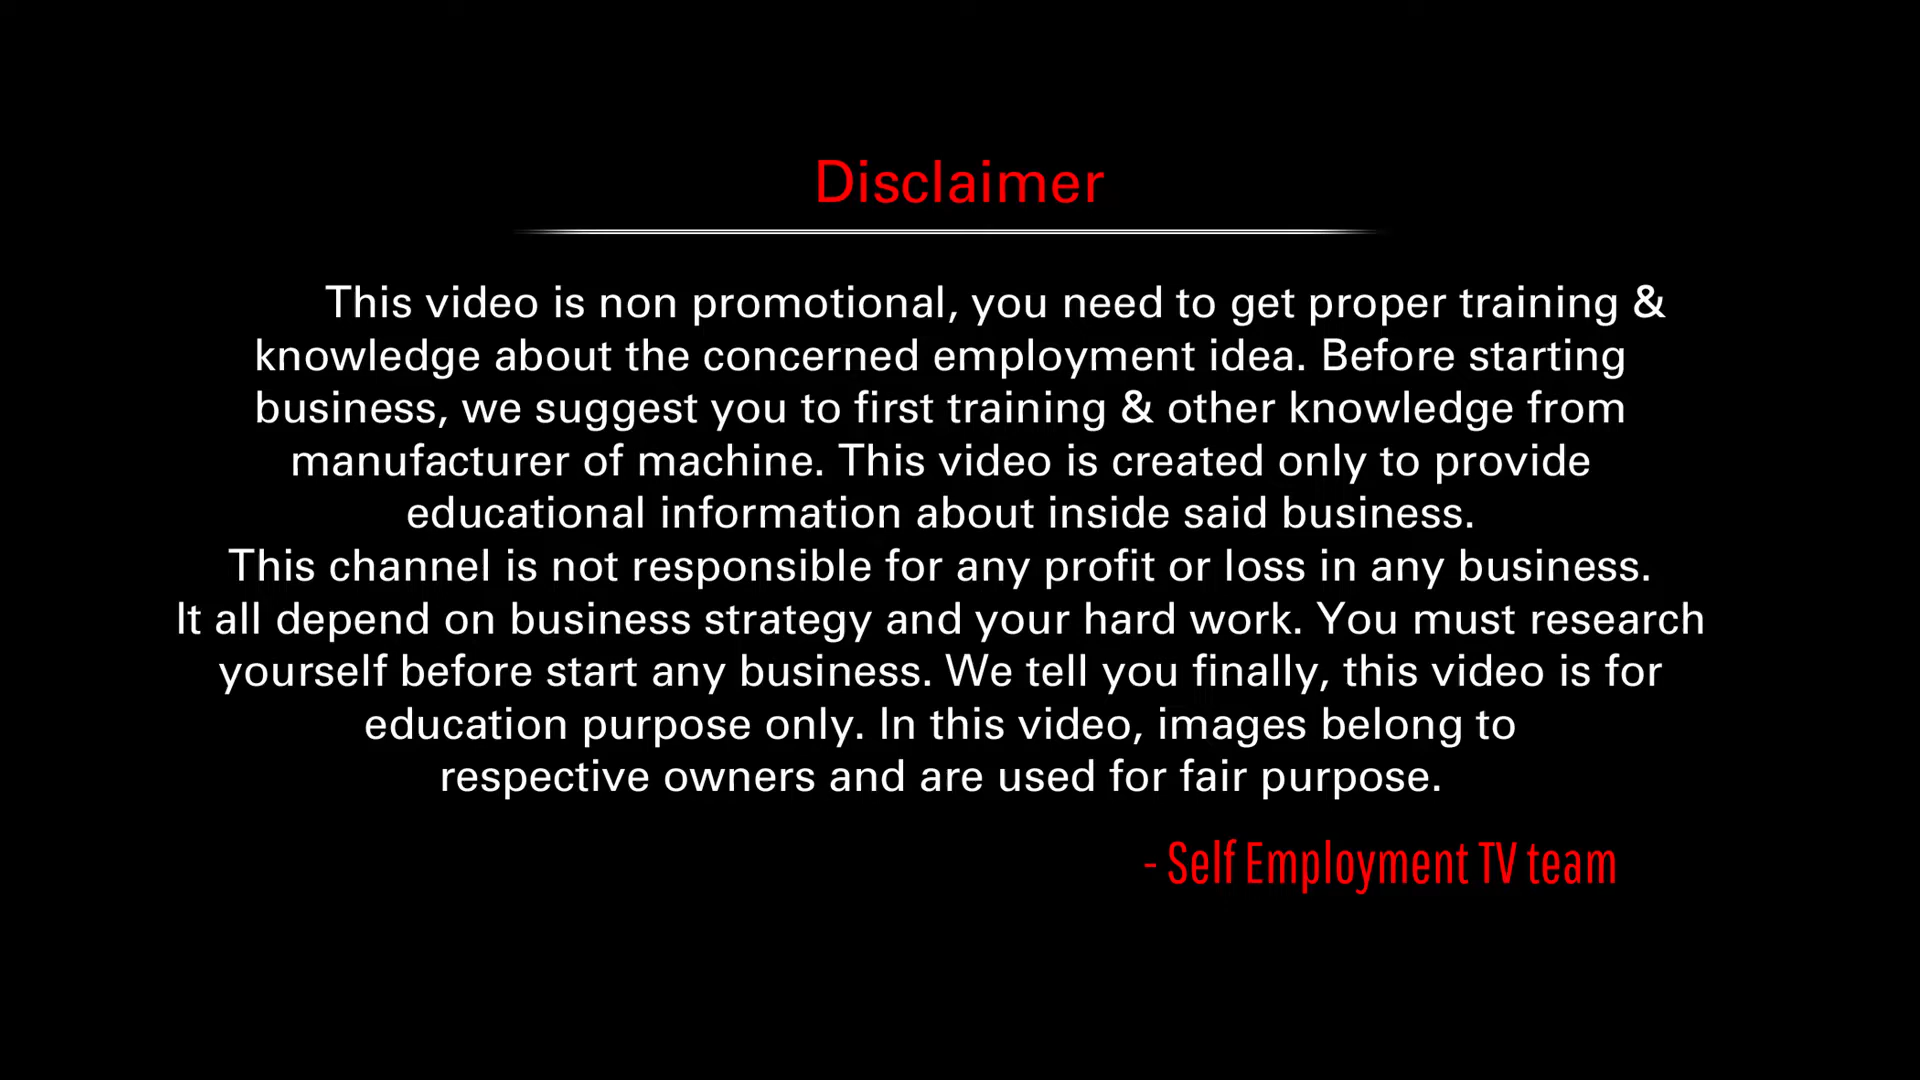 Disclaimer
This video is non promotional, you need to get proper training &
knowledge about the concerned employment idea. Before starting
business, we suggest you to first training & other knowledge from
manufacturer of machine. This video is created only to provide
educational information about inside said business.
This channel is not responsible for any profit or loss in any business.
It all depend on business strategy and your hard work. You must research
yourself before start any business. We tell you finally, this video is for
education purpose only. In this video, images belong to
respective owners and are used for fair purpose.
- Self Employment TV team